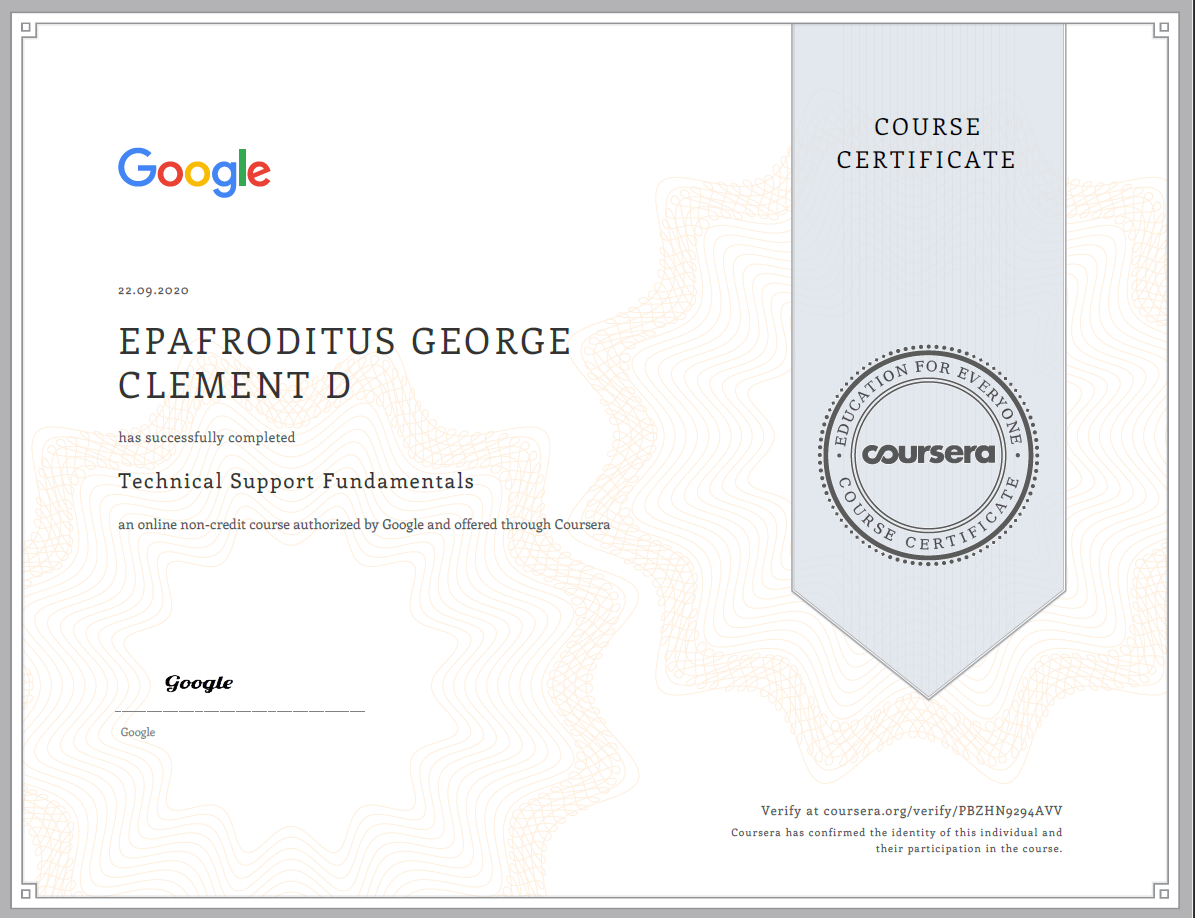 Google
COURSE
CERTIFICATE
22.09.2020
EPAFRODITUS GEORGE
CLEMENT D
has successfully completed
Technical Support Fundamentals
an online non-credit course authorized by Google and offered through Coursera
• EDUCATION FOR EVERYONE •
coursera
COURSE CERTIFICATE
Google
Google
Verify at coursera.org/verify/PBZHN9294AVV
Coursera has confirmed the identity of this individual and
their participation in the course.